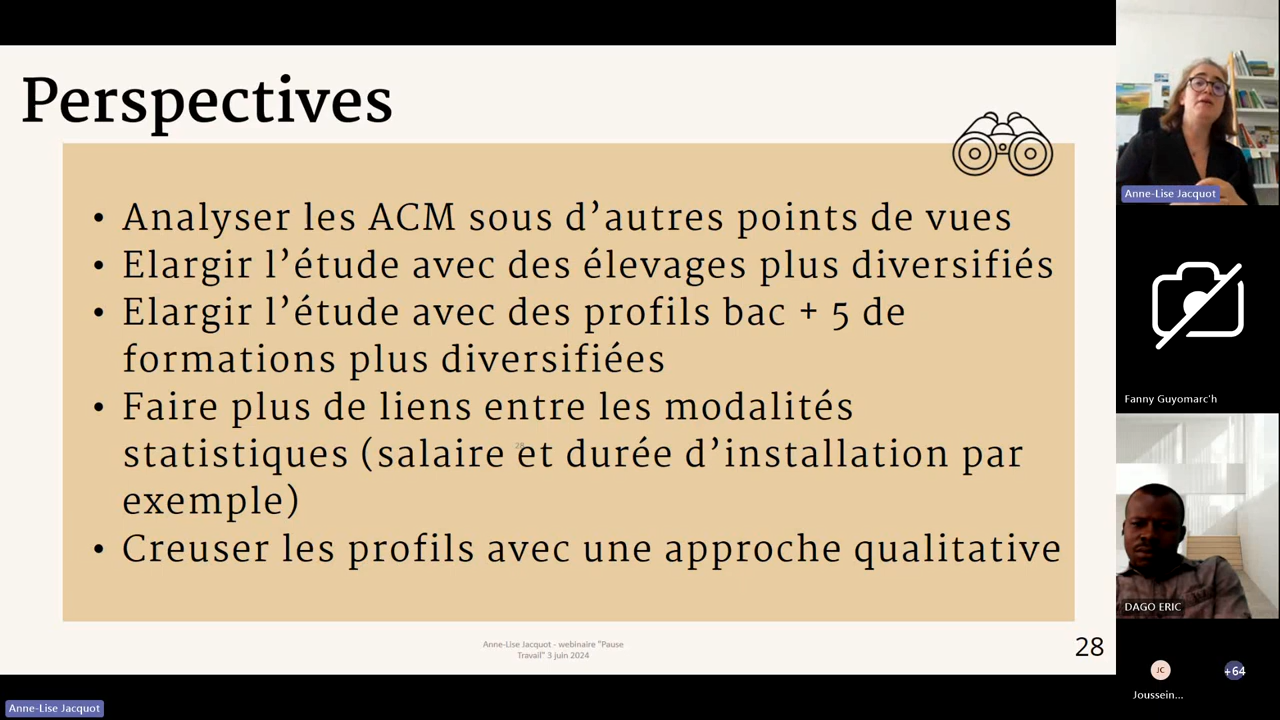 Perspectives
• Analyser les ACM sous d’autres points de vues
• Elargir l’étude avec des élevages plus diversifiés
• Elargir l’étude avec des profils bac + 5 de
formations plus diversifiées
• Faire plus de liens entre les modalités
statistiques (salaire et durée d’installation par
exemple)
• Creuser les profils avec une approche qualitative
28
Anne-Lise Jacquot - webinaire "Pause
Travail" 3 juin 2024
28
Anne-Lise Jacquot
Anne-Lise Jacquot
Fanny Guyomarc'h
DAGO ERIC
JC
+64
Joussein...